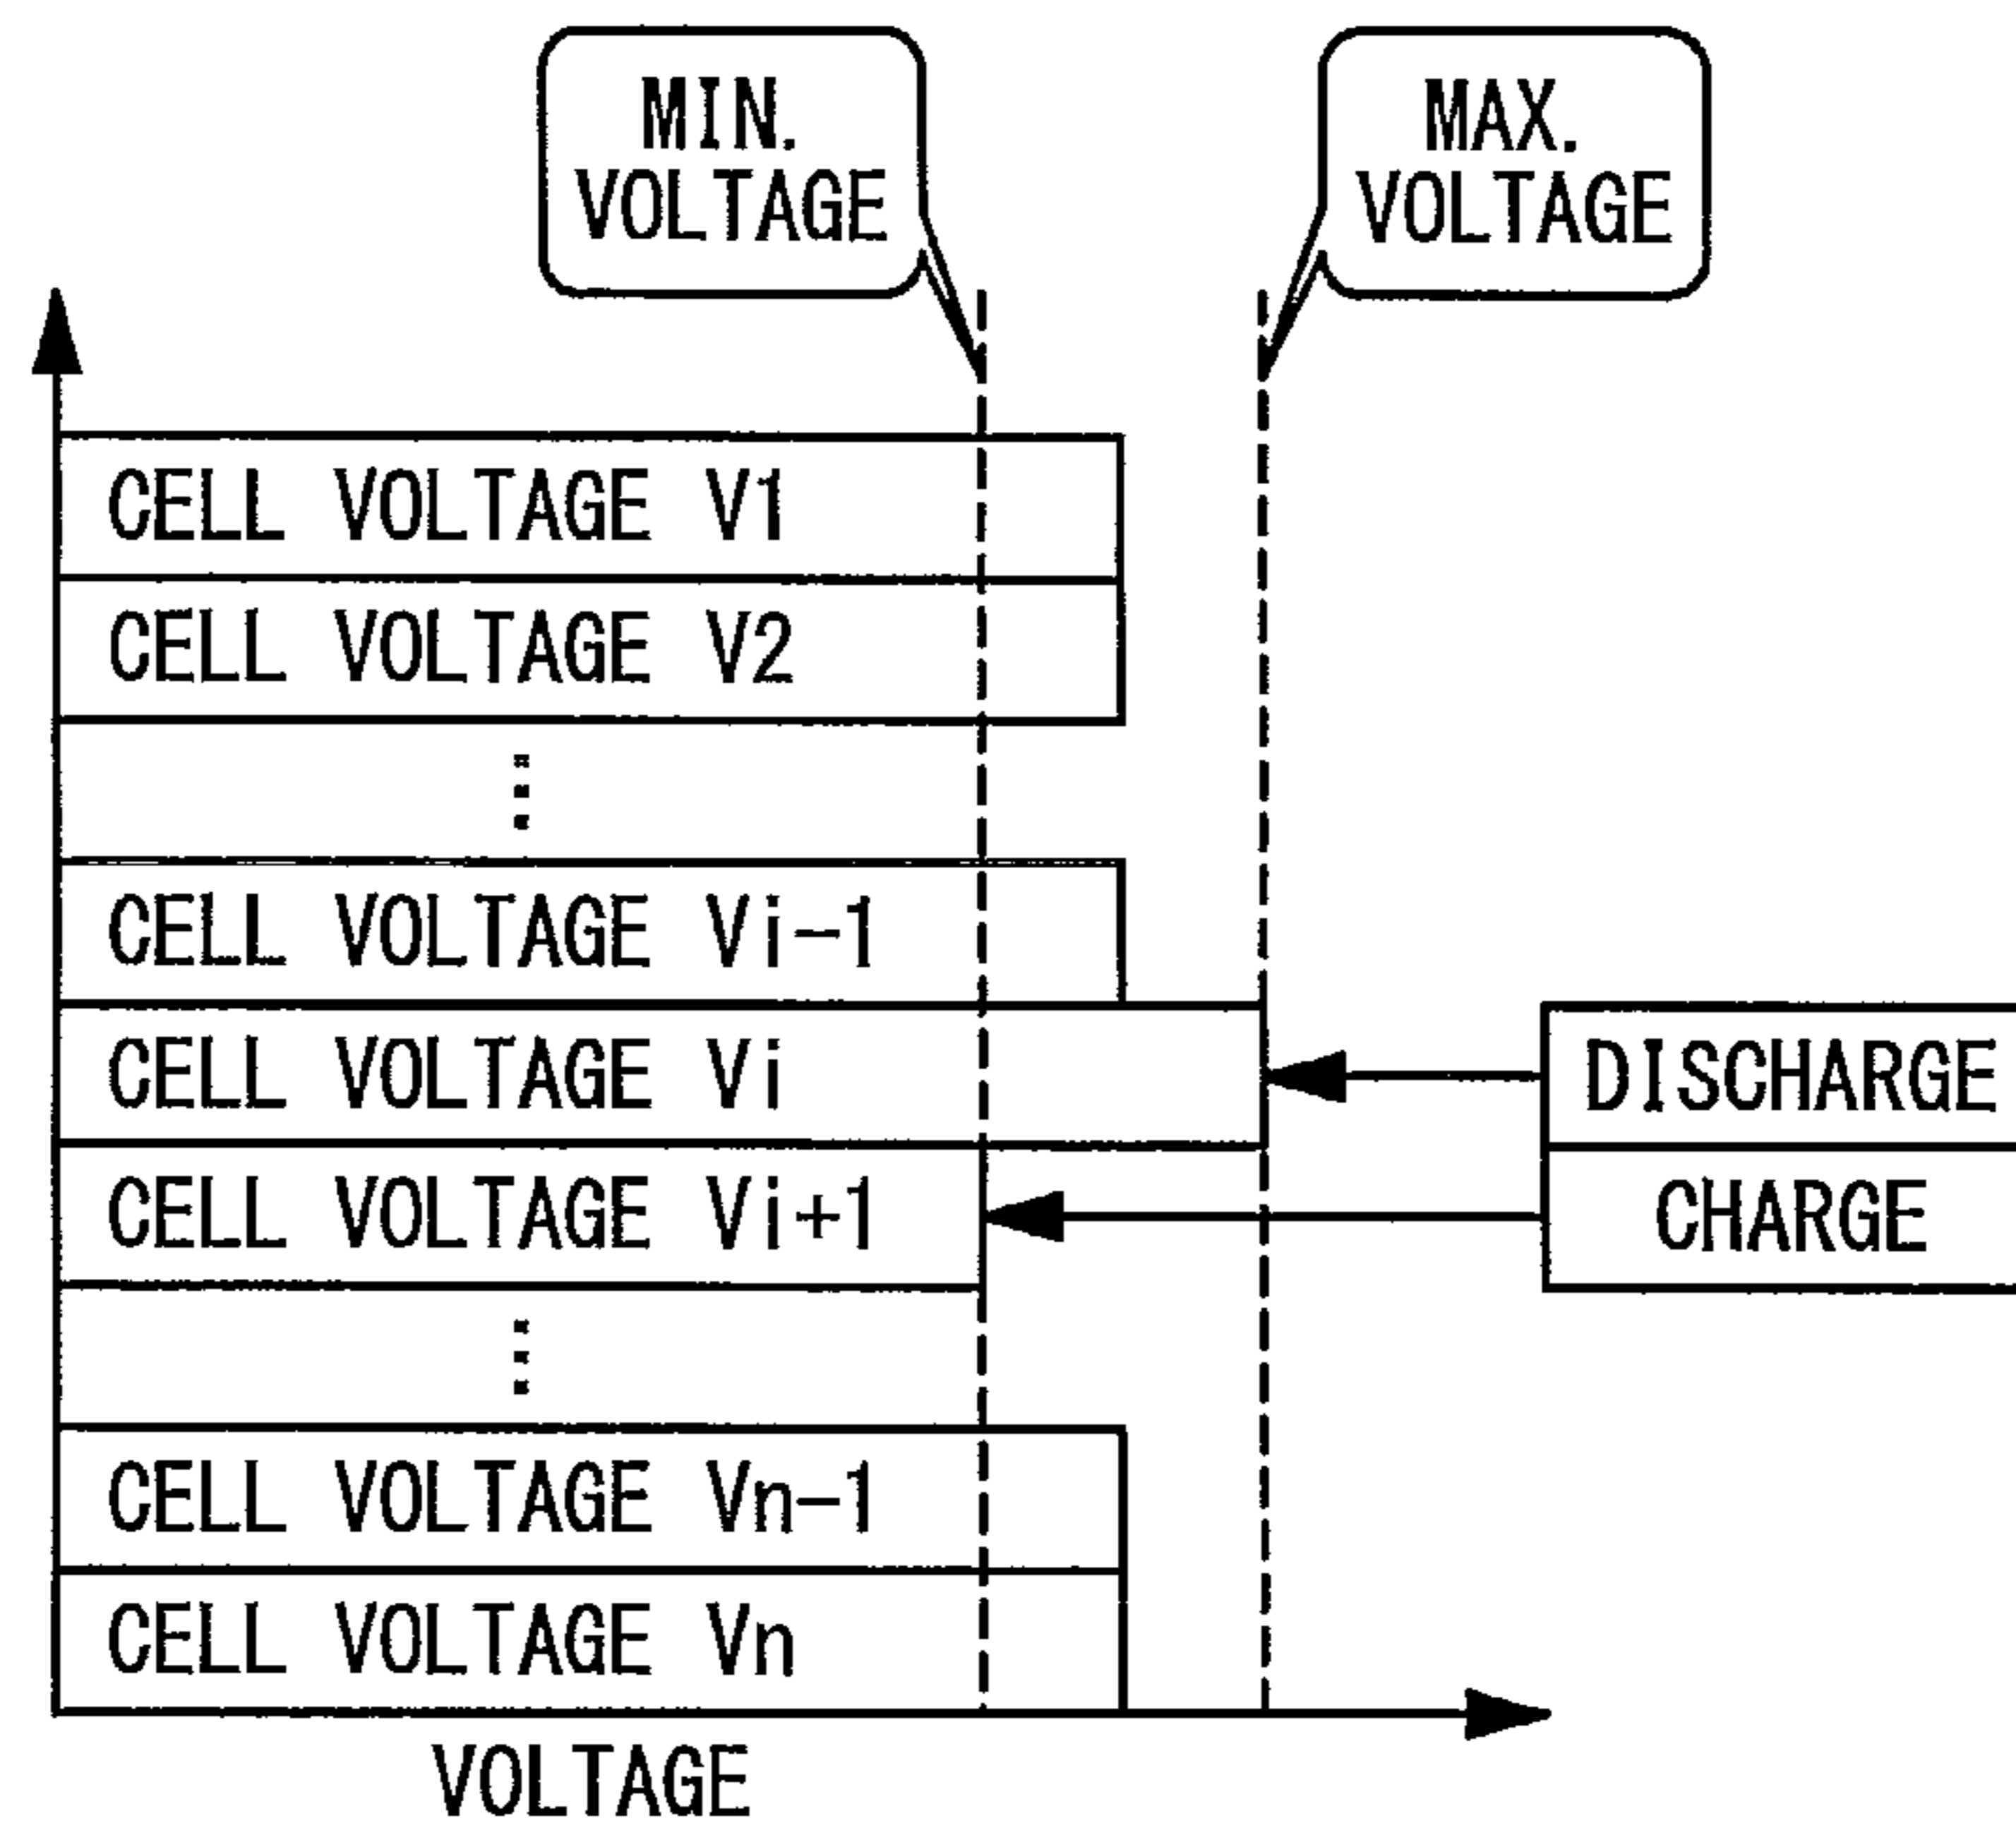 MIN.
VOLTAGE
MAX.
VOLTAGE
CELL VOLTAGE V1
CELL VOLTAGE V2
CELL VOLTAGE Vi-1
CELL VOLTAGE Vi
DISCHARGE
CELL VOLTAGE Vi+1
CHARGE
CELL VOLTAGE Vn-1
CELL VOLTAGE Vn
VOLTAGE